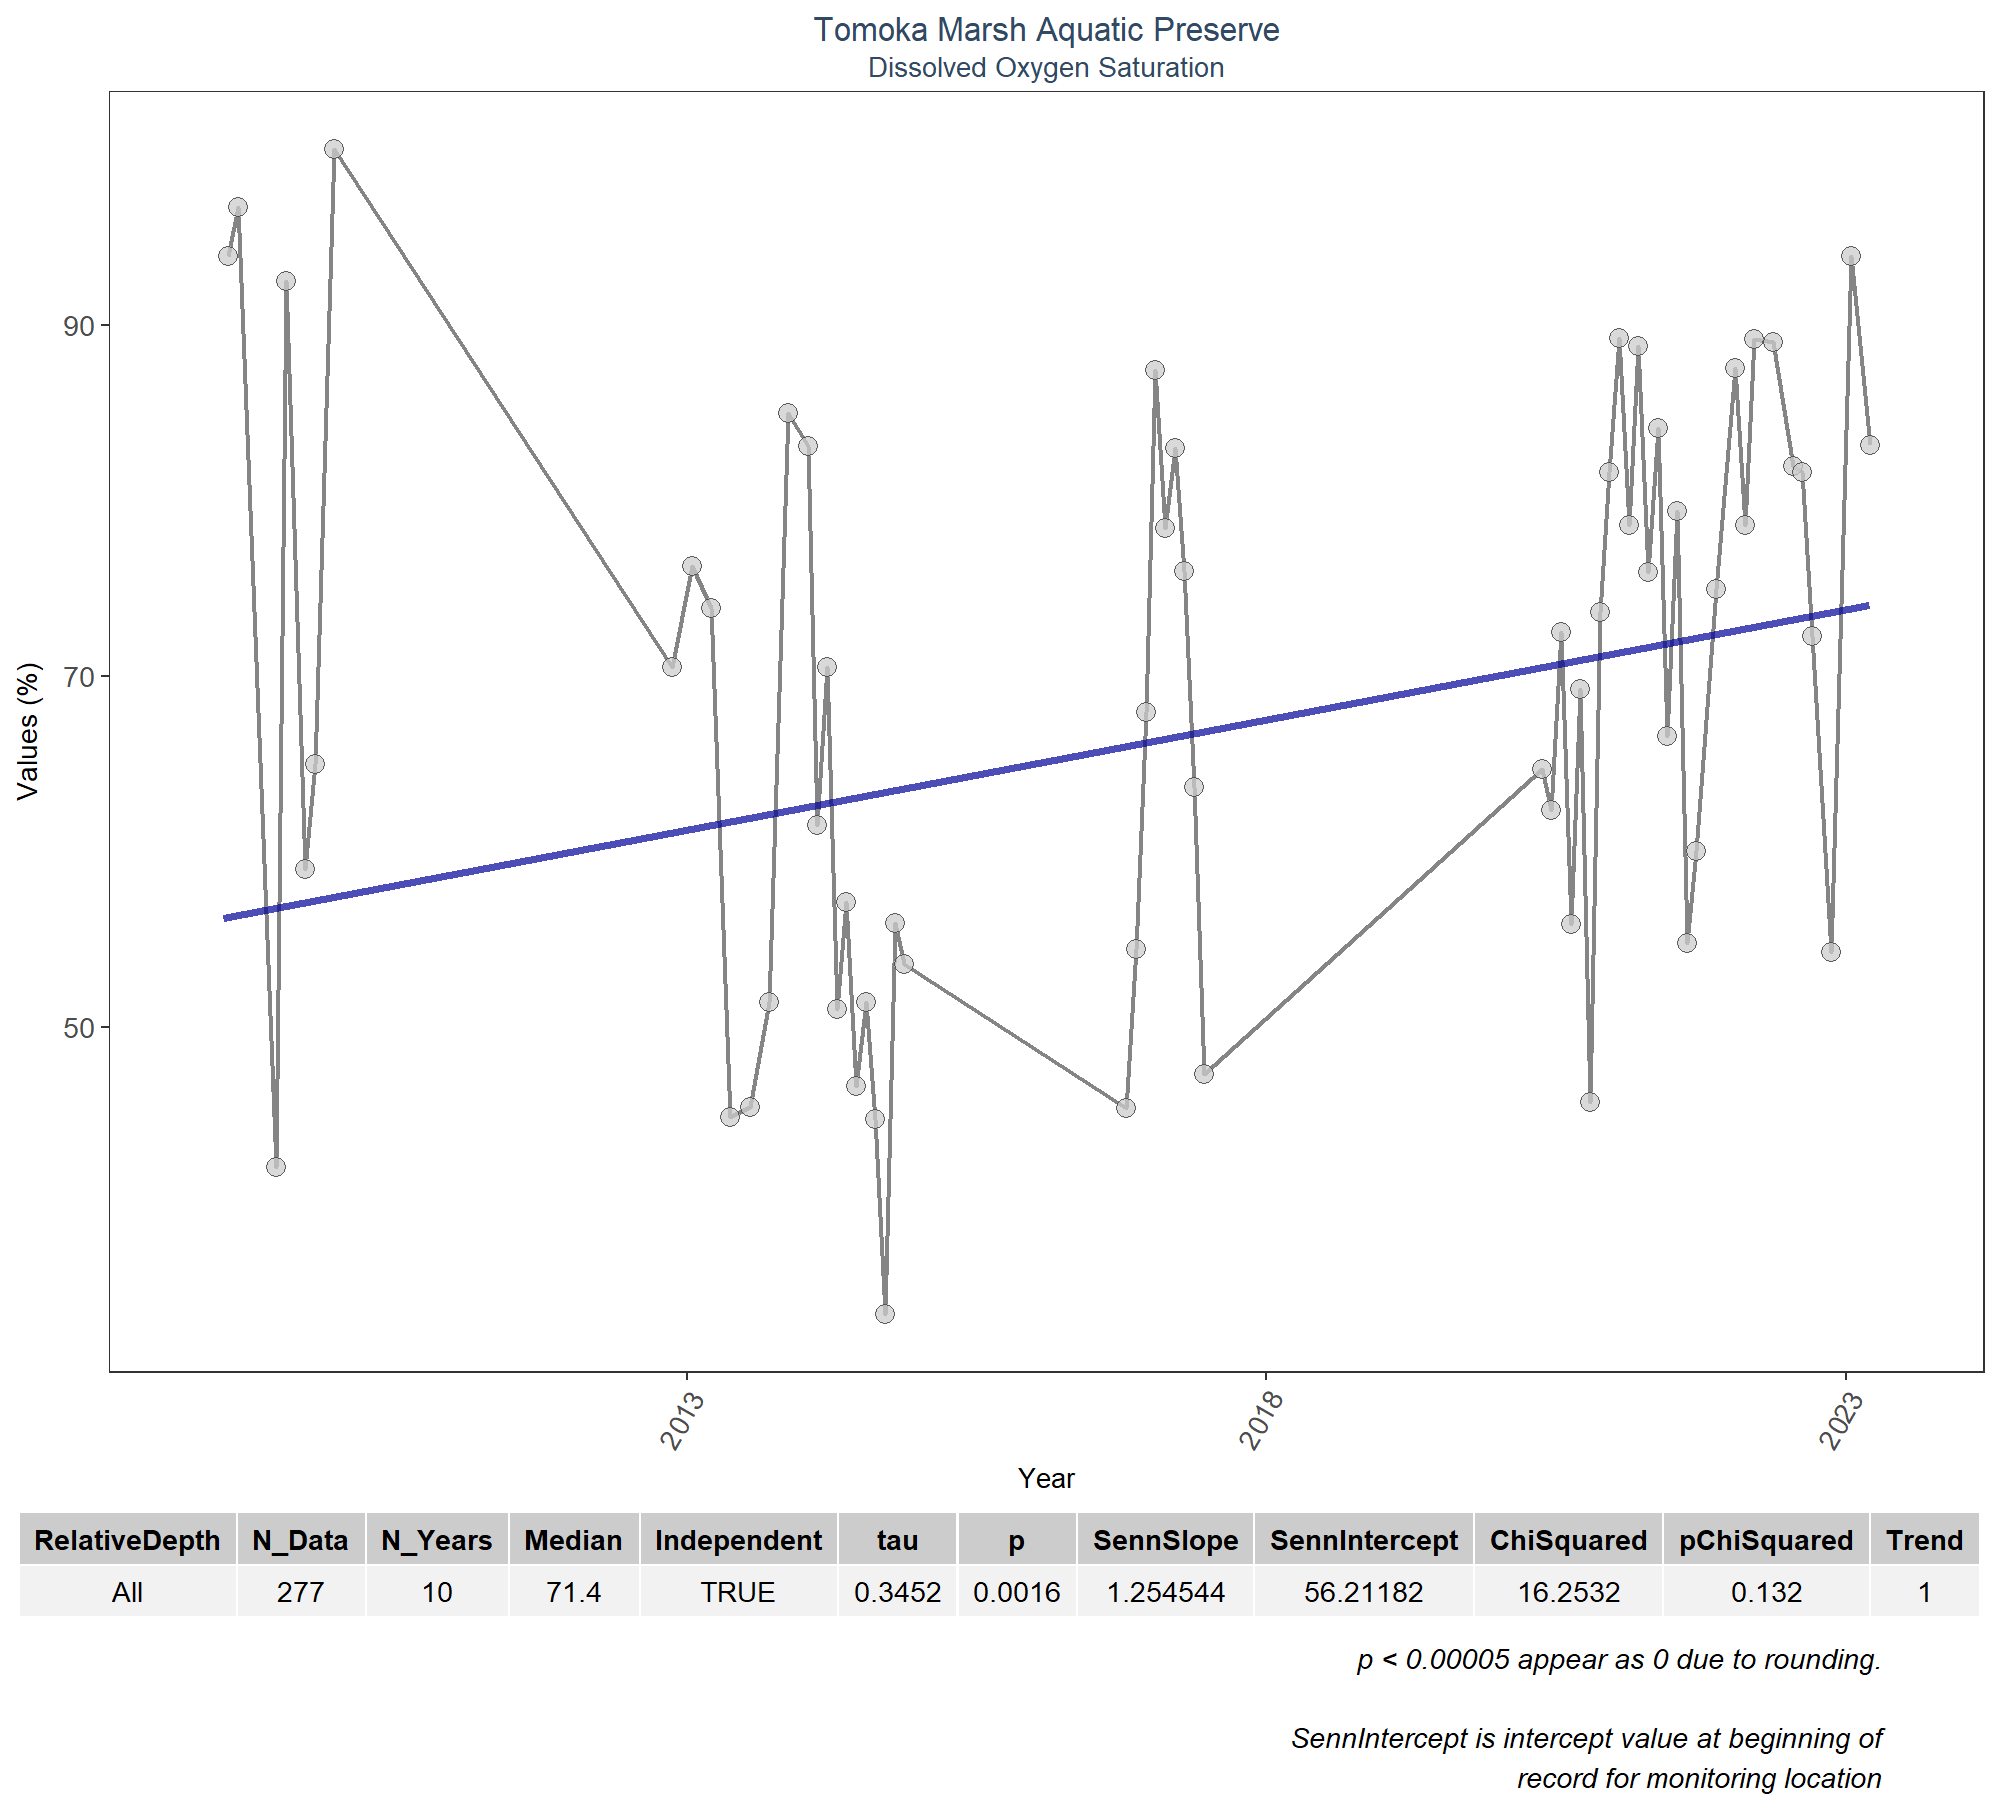 Tomoka Marsh Aquatic Preserve
Dissolved Oxygen Saturation
Values (%)
90
70
50
2013
2018
2023
Year
RelativeDepth N_Data N_Years Median Independent tau p SennSlope SennIntercept ChiSquared pChiSquared Trend
All 277 10 71.4 TRUE 0.3452 0.0016 1.254544 56.21182 16.2532 0.132 1
p < 0.00005 appear as 0 due to rounding.
SennIntercept is intercept value at beginning of
record for monitoring location